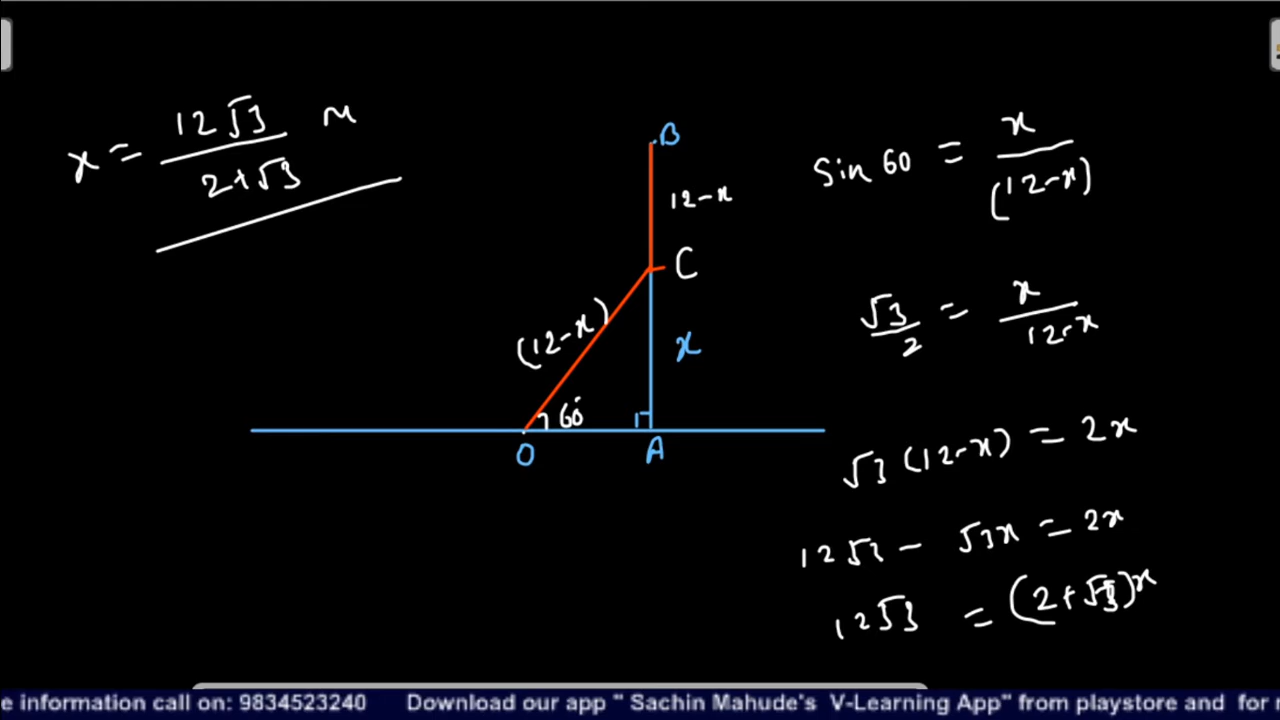 x = 12√3 / 2+√3 m
B
12-x
C
(12-x)
x
60°
O
A
Sin 60 = x / (12-x)
√3/2 = x / 12-x
√3 (12-x) = 2x
12√3 - √3x = 2x
12√3 = (2+√3)x
e information call on: 9834523240 Download our app " Sachin Mahude's V-Learning App" from playstore and for